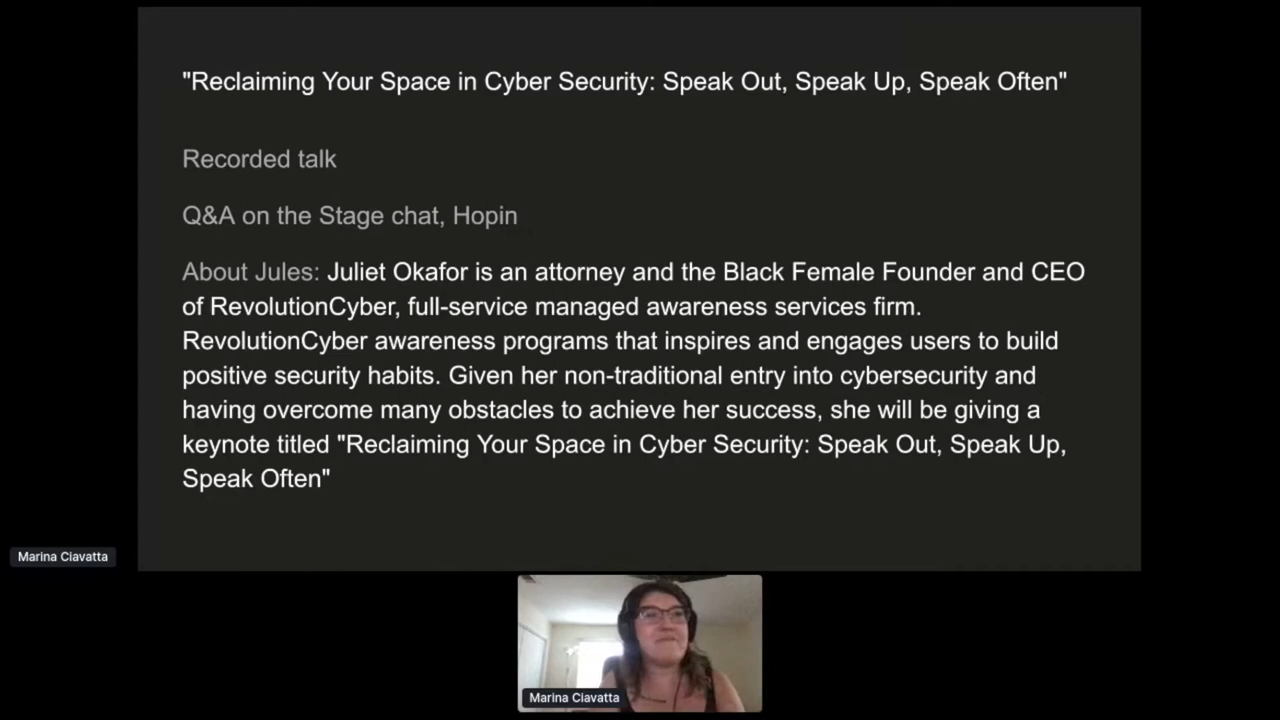 "Reclaiming Your Space in Cyber Security: Speak Out, Speak Up, Speak Often"
Recorded talk
Q&A on the Stage chat, Hopin
About Jules: Juliet Okafor is an attorney and the Black Female Founder and CEO
of RevolutionCyber, full-service managed awareness services firm.
RevolutionCyber awareness programs that inspires and engages users to build
positive security habits. Given her non-traditional entry into cybersecurity and
having overcome many obstacles to achieve her success, she will be giving a
keynote titled "Reclaiming Your Space in Cyber Security: Speak Out, Speak Up,
Speak Often"
Marina Ciavatta
Marina Ciavatta